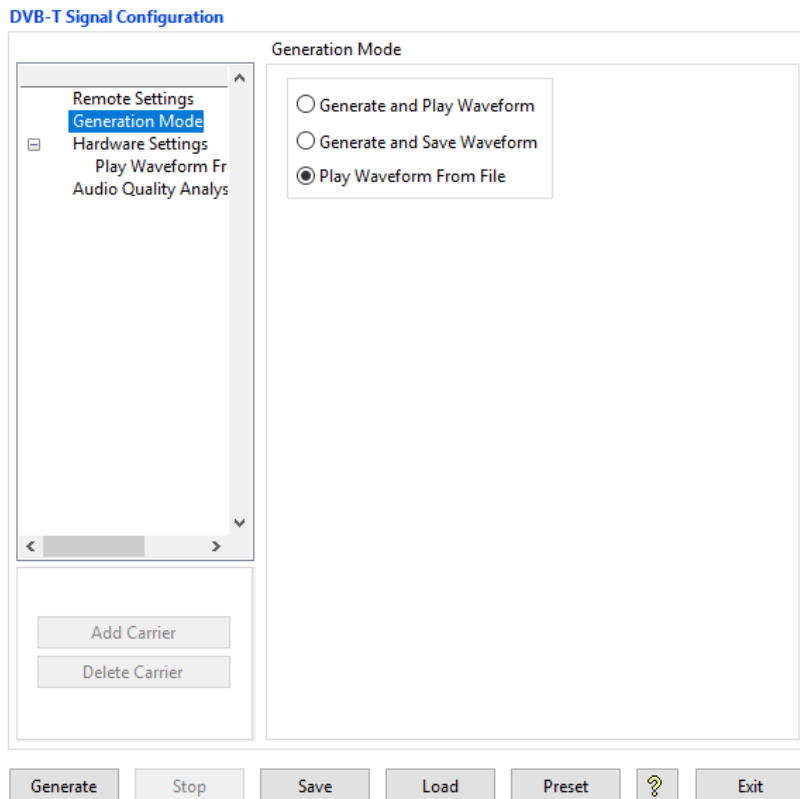 DVB-T Signal Configuration
Generation Mode
Remote Settings
Generation Mode
Hardware Settings
Play Waveform Fr
Audio Quality Analys
Generate and Play Waveform
Generate and Save Waveform
Play Waveform From File
Add Carrier
Delete Carrier
Generate Stop Save Load Preset ? Exit